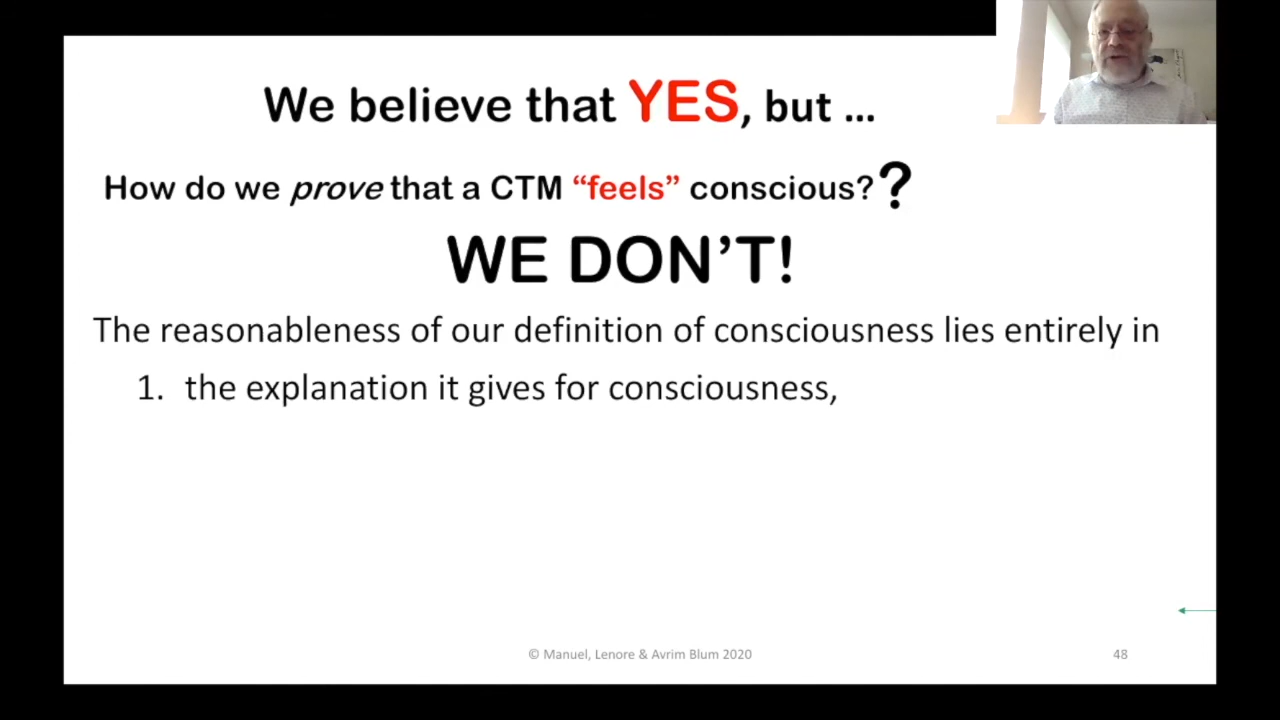 We believe that YES, but ...
How do we prove that a CTM “feels” conscious? ?
WE DON’T!
The reasonableness of our definition of consciousness lies entirely in
1. the explanation it gives for consciousness,
© Manuel, Lenore & Avrim Blum 2020
48